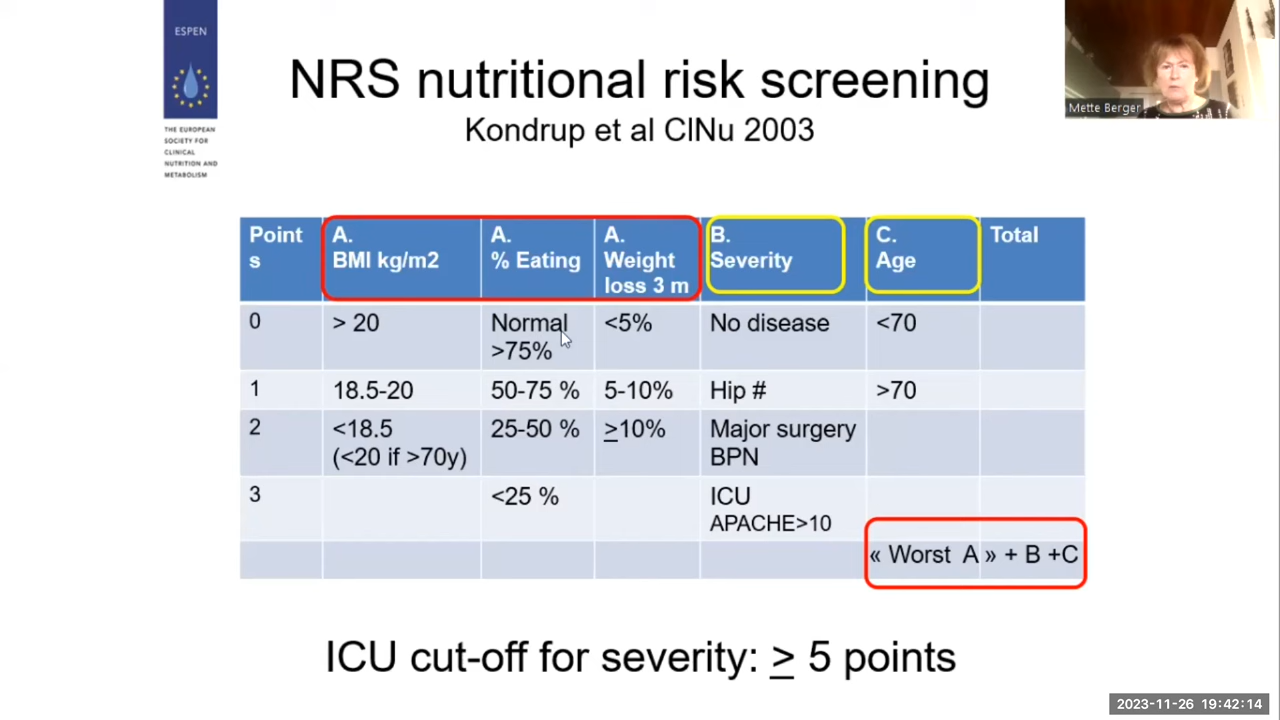 ESPEN
THE EUROPEAN
SOCIETY FOR
CLINICAL
NUTRITION AND
METABOLISM
NRS nutritional risk screening
Kondrup et al ClNu 2003
Mette Berger
Point
s
A.
BMI kg/m2
A.
% Eating
A.
Weight
loss 3 m
B.
Severity
C.
Age
Total
0
> 20
Normal
>75%
<5%
No disease
<70
1
18.5-20
50-75 %
5-10%
Hip #
>70
2
<18.5
(<20 if >70y)
25-50 %
≥10%
Major surgery
BPN
3
<25 %
ICU
APACHE>10
« Worst A » + B +C
ICU cut-off for severity: ≥ 5 points
2023-11-26 19:42:14